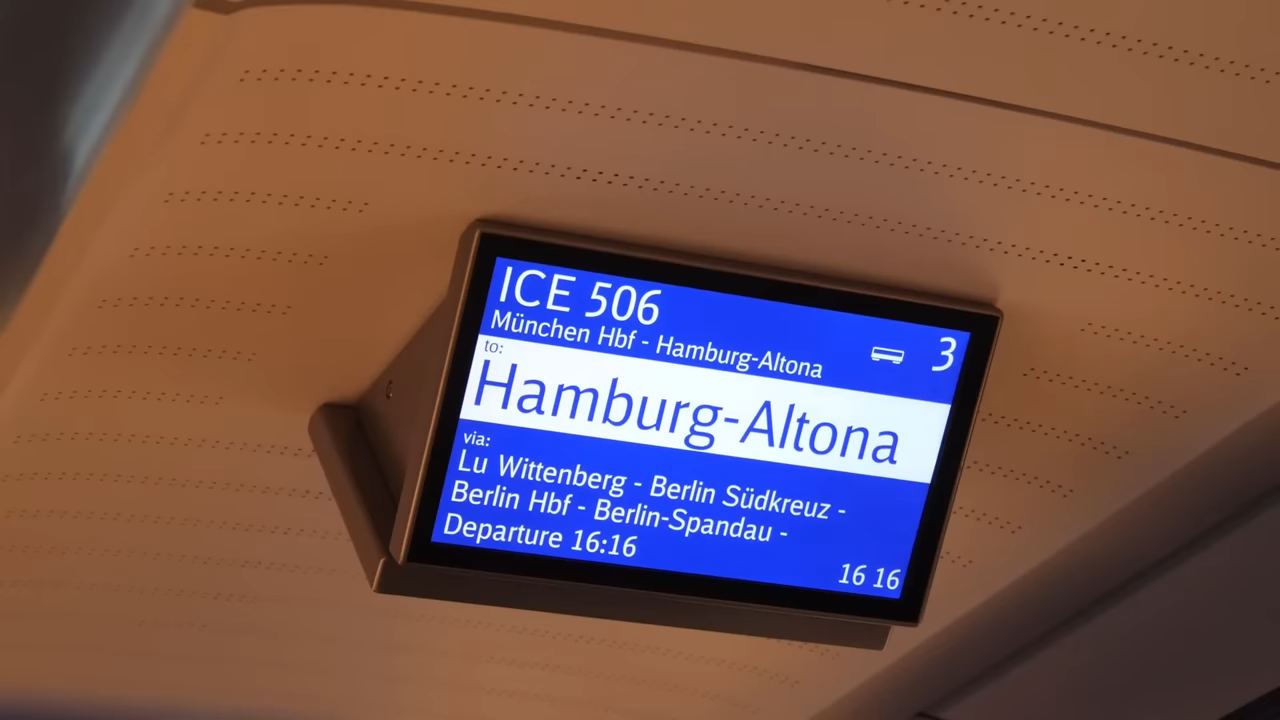 ICE 506
München Hbf - Hamburg-Altona
3
to:
Hamburg-Altona
via:
Lu Wittenberg - Berlin Südkreuz -
Berlin Hbf - Berlin-Spandau -
Departure 16:16
16 16